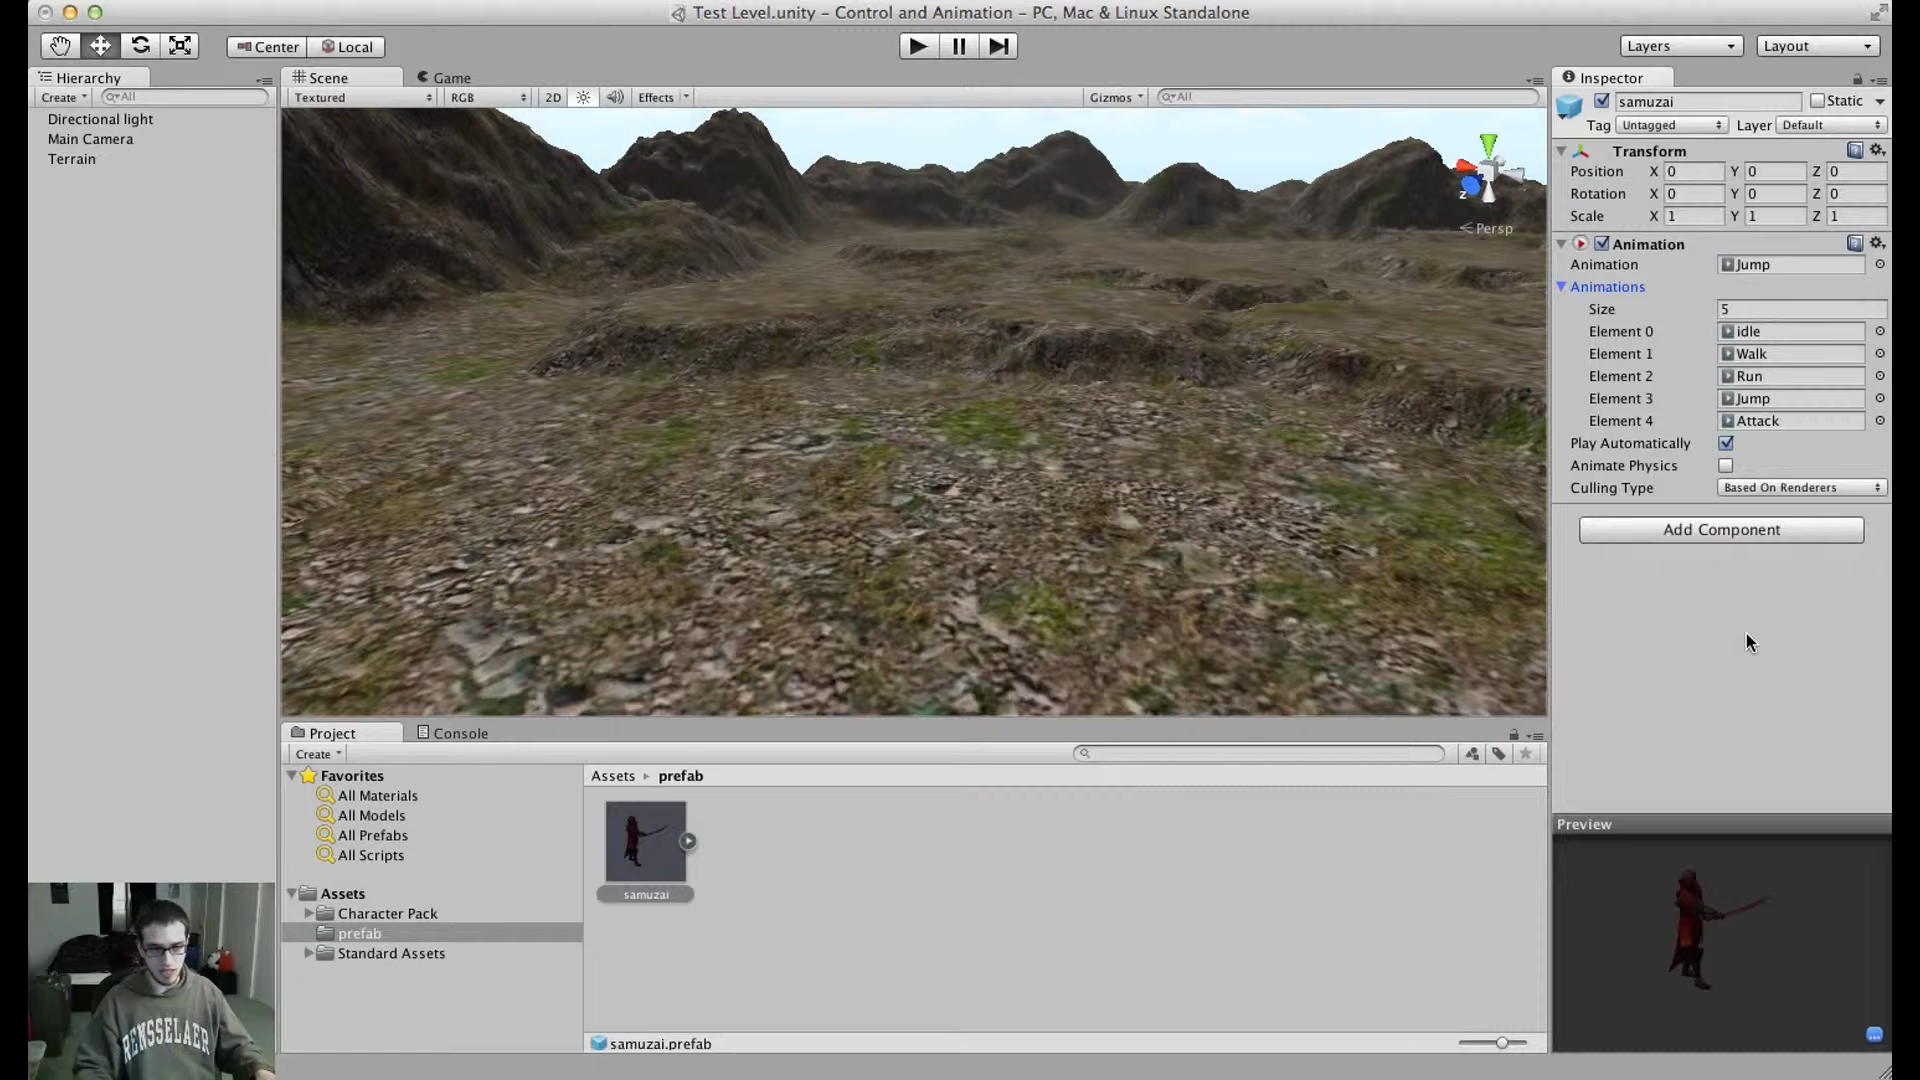 Test Level.unity – Control and Animation – PC, Mac & Linux Standalone
Center Local
Layers Layout
Hierarchy
Create All
Directional light
Main Camera
Terrain
Scene Game
Textured RGB 2D Effects Gizmos All
Persp
z
Inspector
samuzai Static
Tag Untagged Layer Default
Transform
Position X 0 Y 0 Z 0
Rotation X 0 Y 0 Z 0
Scale X 1 Y 1 Z 1
Animation
Animation Jump
Animations
Size 5
Element 0 idle
Element 1 Walk
Element 2 Run
Element 3 Jump
Element 4 Attack
Play Automatically
Animate Physics
Culling Type Based On Renderers
Add Component
Preview
Project Console
Create
Favorites
All Materials
All Models
All Prefabs
All Scripts
Assets
Character Pack
prefab
Standard Assets
Assets prefab
samuzai
samuzai.prefab
RENSSELAER